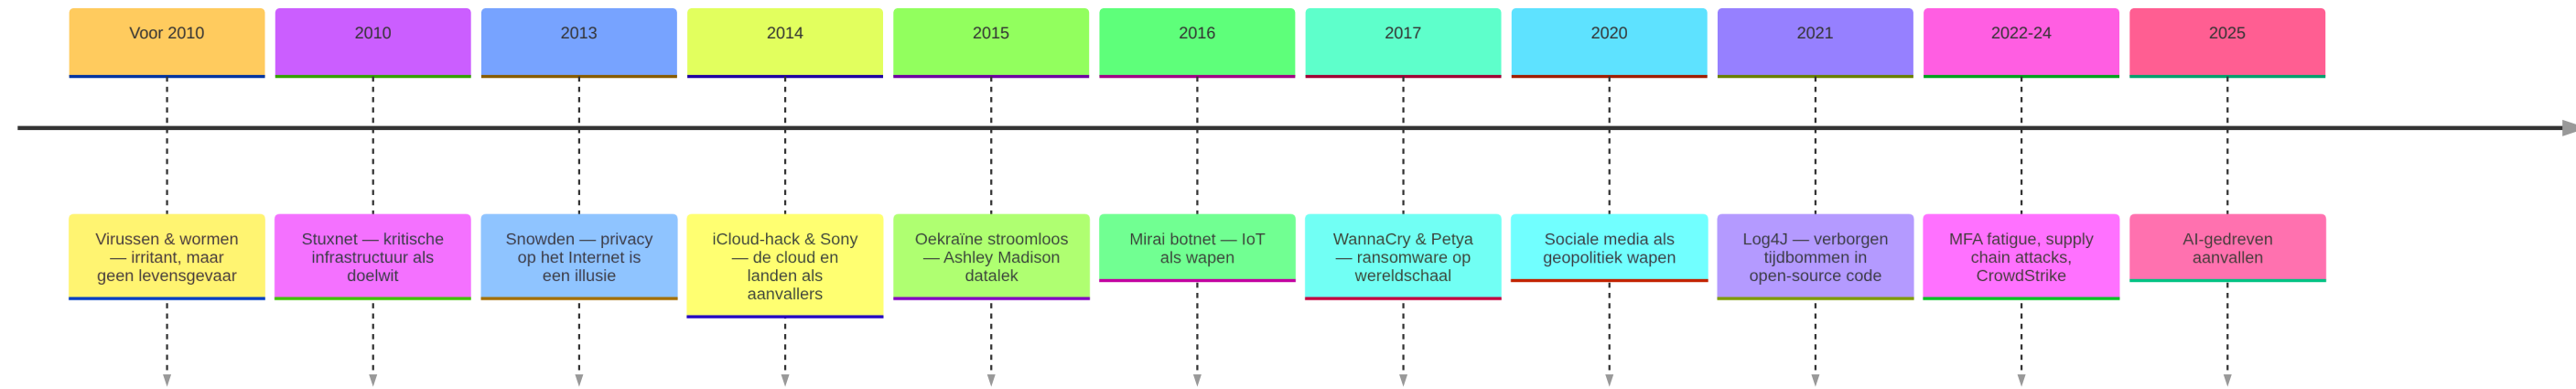 Voor 2010
2010
2013
2014
2015
2016
2017
2020
2021
2022-24
2025
Virussen & wormen
— irritant, maar
geen levensgevaar
Stuxnet — kritische
infrastructuur als
doelwit
Snowden — privacy
op het Internet is
een illusie
iCloud-hack & Sony
— de cloud en
landen als
aanvallers
Oekraïne stroomloos
— Ashley Madison
datalek
Mirai botnet — IoT
als wapen
WannaCry & Petya
— ransomware op
wereldschaal
Sociale media als
geopolitiek wapen
Log4J — verborgen
tijdbommen in
open-source code
MFA fatigue, supply
chain attacks,
CrowdStrike
AI-gedreven
aanvallen